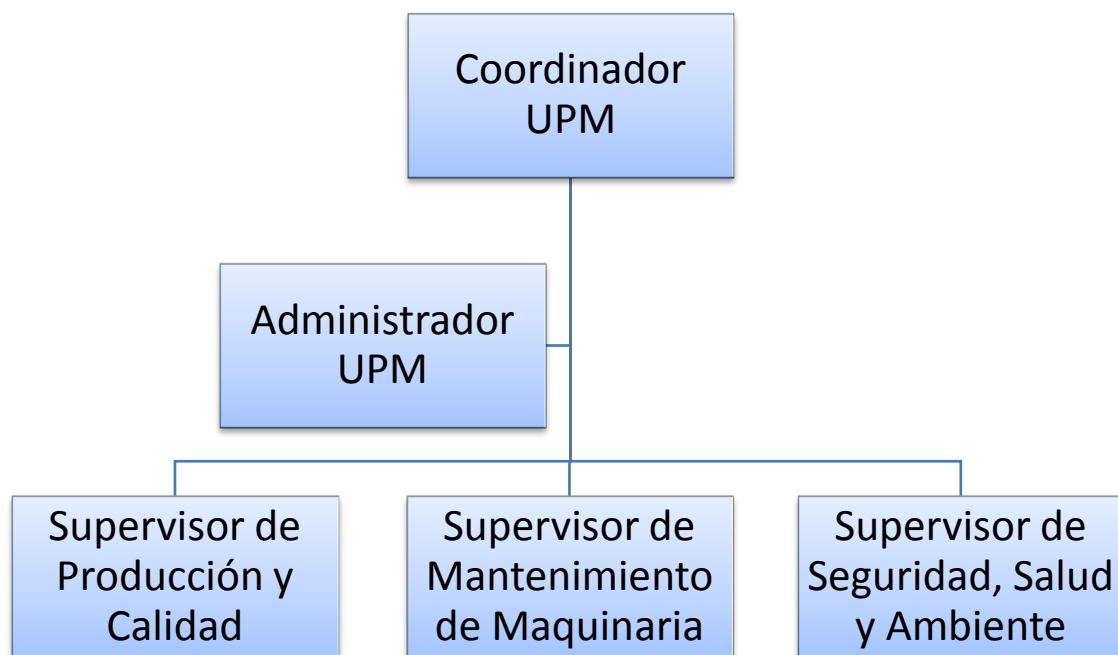 Coordinador
UPM
Administrador
UPM
Supervisor de
Producción y
Calidad
Supervisor de
Mantenimiento
de Maquinaria
Supervisor de
Seguridad, Salud
y Ambiente